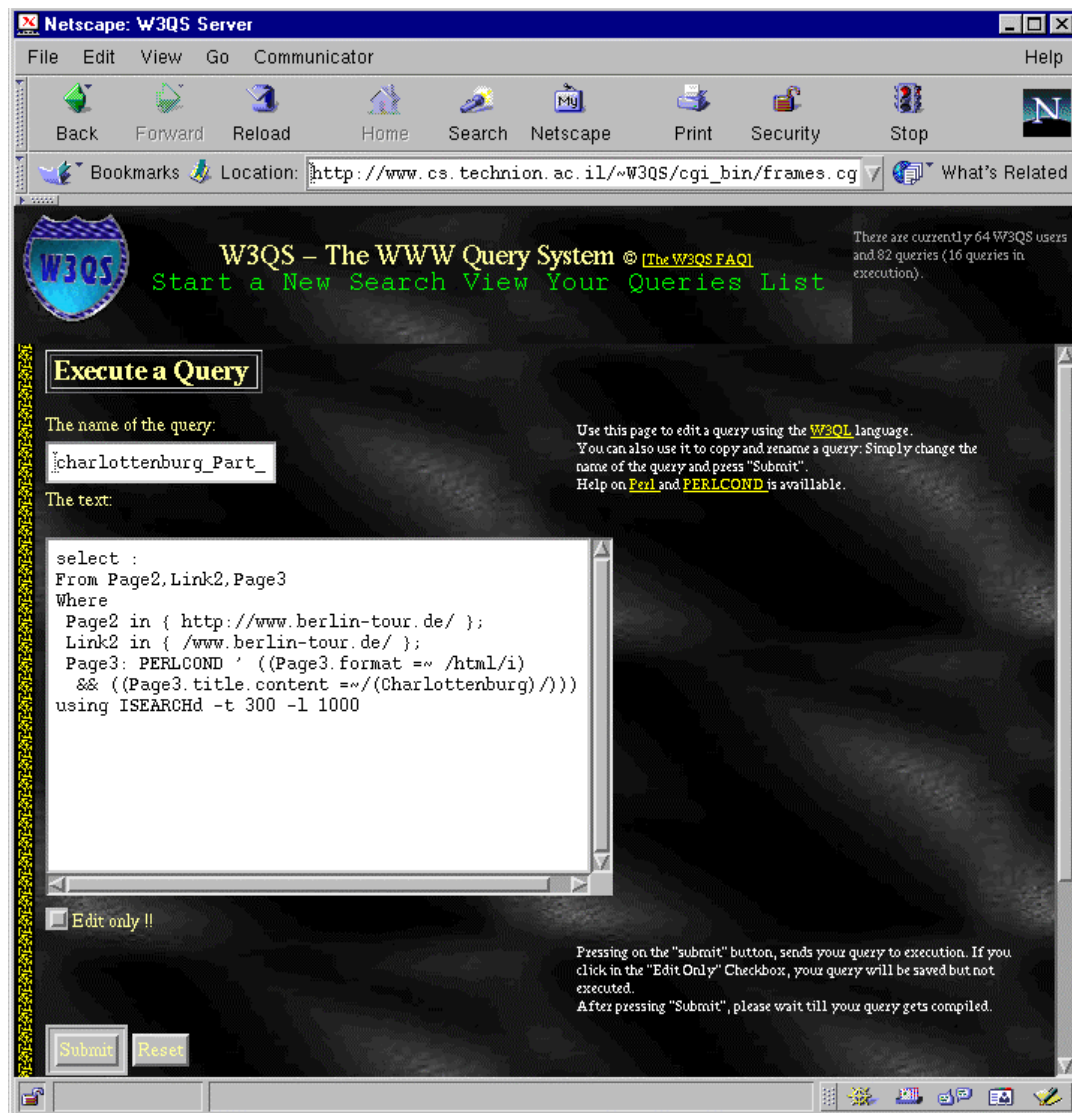 Netscape: W3QS Server
File Edit View Go Communicator Help
My
N
Back Forward Reload Home Search Netscape Print Security Stop
Bookmarks Location: http://www.cs.technion.ac.il/~W3QS/cgi_bin/frames.cg What's Related
W3QS
W3QS – The WWW Query System © [The W3QS FAQ]
Start a New Search View Your Queries List
There are currently 64 W3QS users
and 82 queries (16 queries in
execution).
Execute a Query
The name of the query:
charlottenburg_Part_
The text:
Use this page to edit a query using the W3QL language.
You can also use it to copy and rename a query: Simply change the
name of the query and press "Submit".
Help on Perl and PERLCOND is availlable.
select :
From Page2,Link2,Page3
Where
Page2 in { http://www.berlin-tour.de/ };
Link2 in { /www.berlin-tour.de/ };
Page3: PERLCOND ' ((Page3.format =~ /html/i)
&& ((Page3.title.content =~/(Charlottenburg)/)))
using ISEARCHd -t 300 -l 1000
Edit only !!
Pressing on the "submit" button, sends your query to execution. If you
click in the "Edit Only" Checkbox, your query will be saved but not
executed.
After pressing "Submit", please wait till your query gets compiled.
Submit Reset